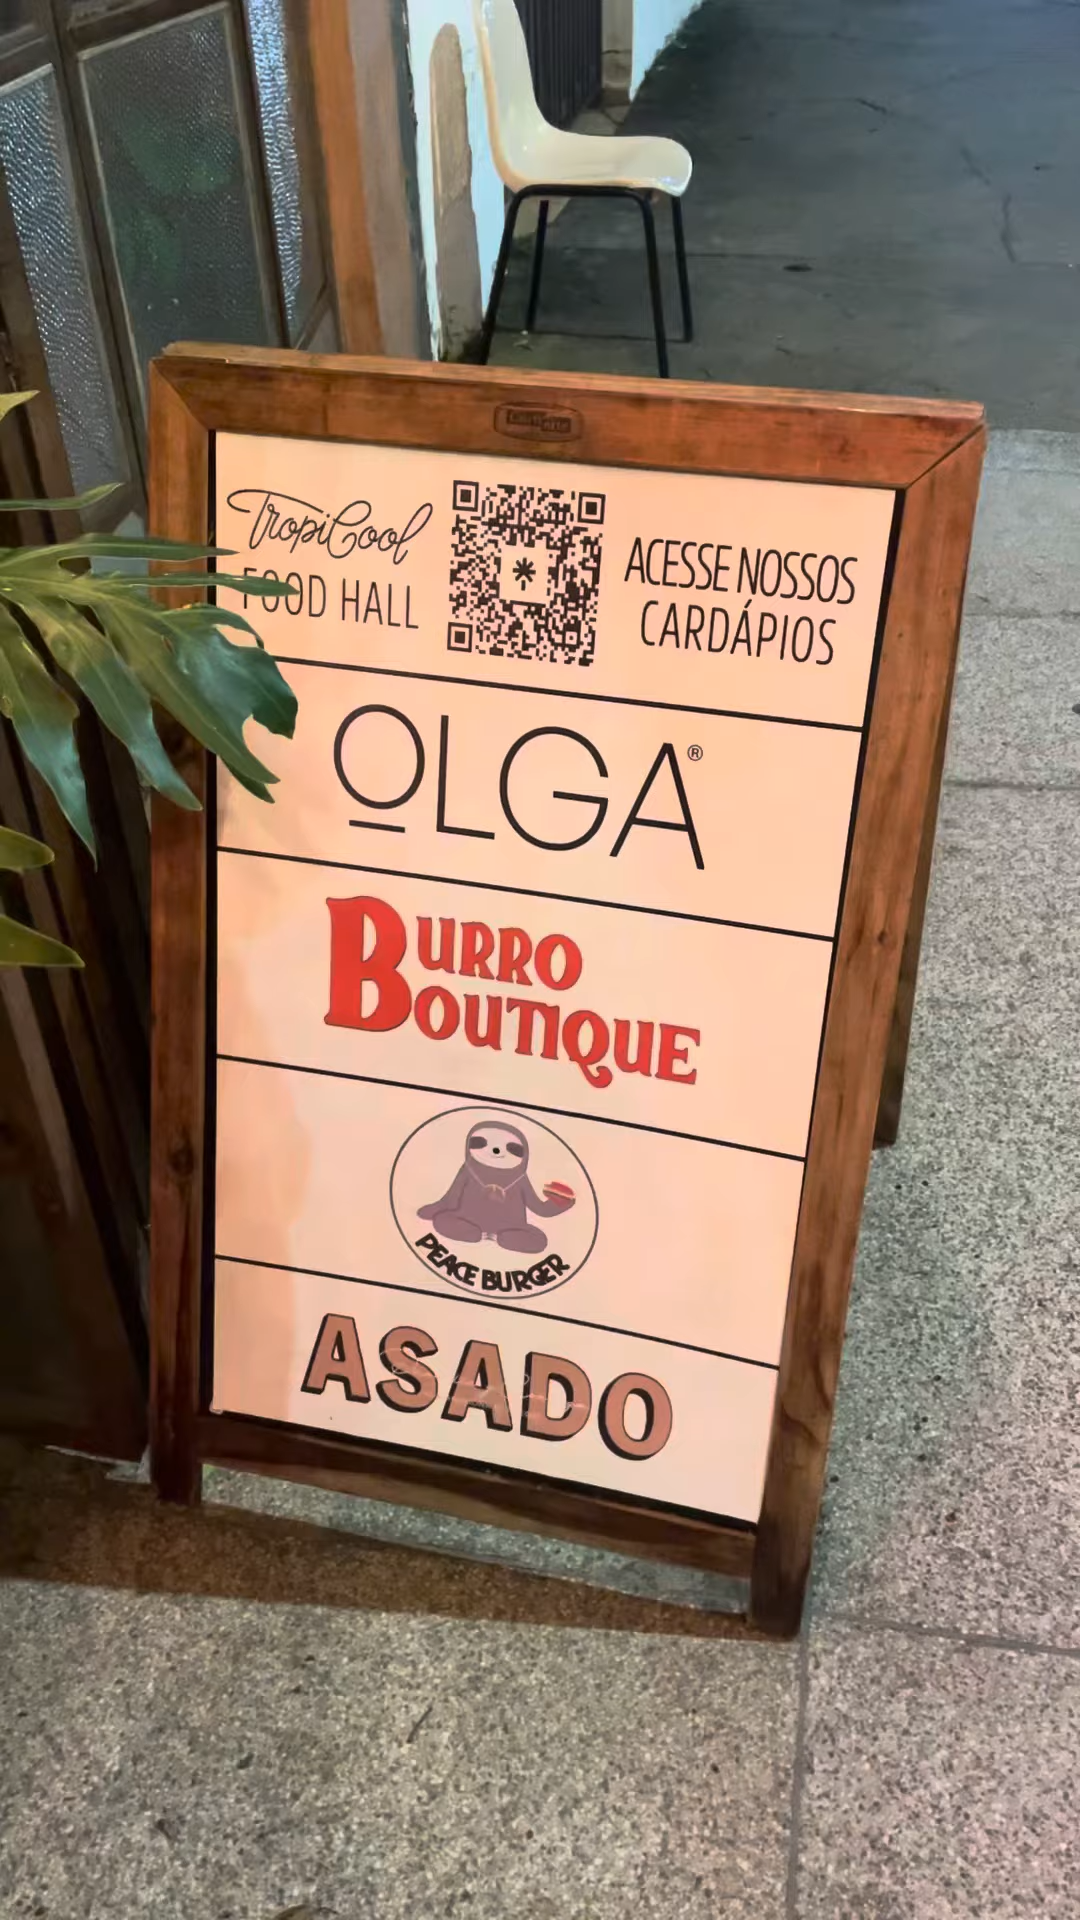 TropiCool
FOOD HALL
ACESSE NOSSOS
CARDÁPIOS
OLGA®
BURRO
BOUTIQUE
PEACE BURGER
ASADO